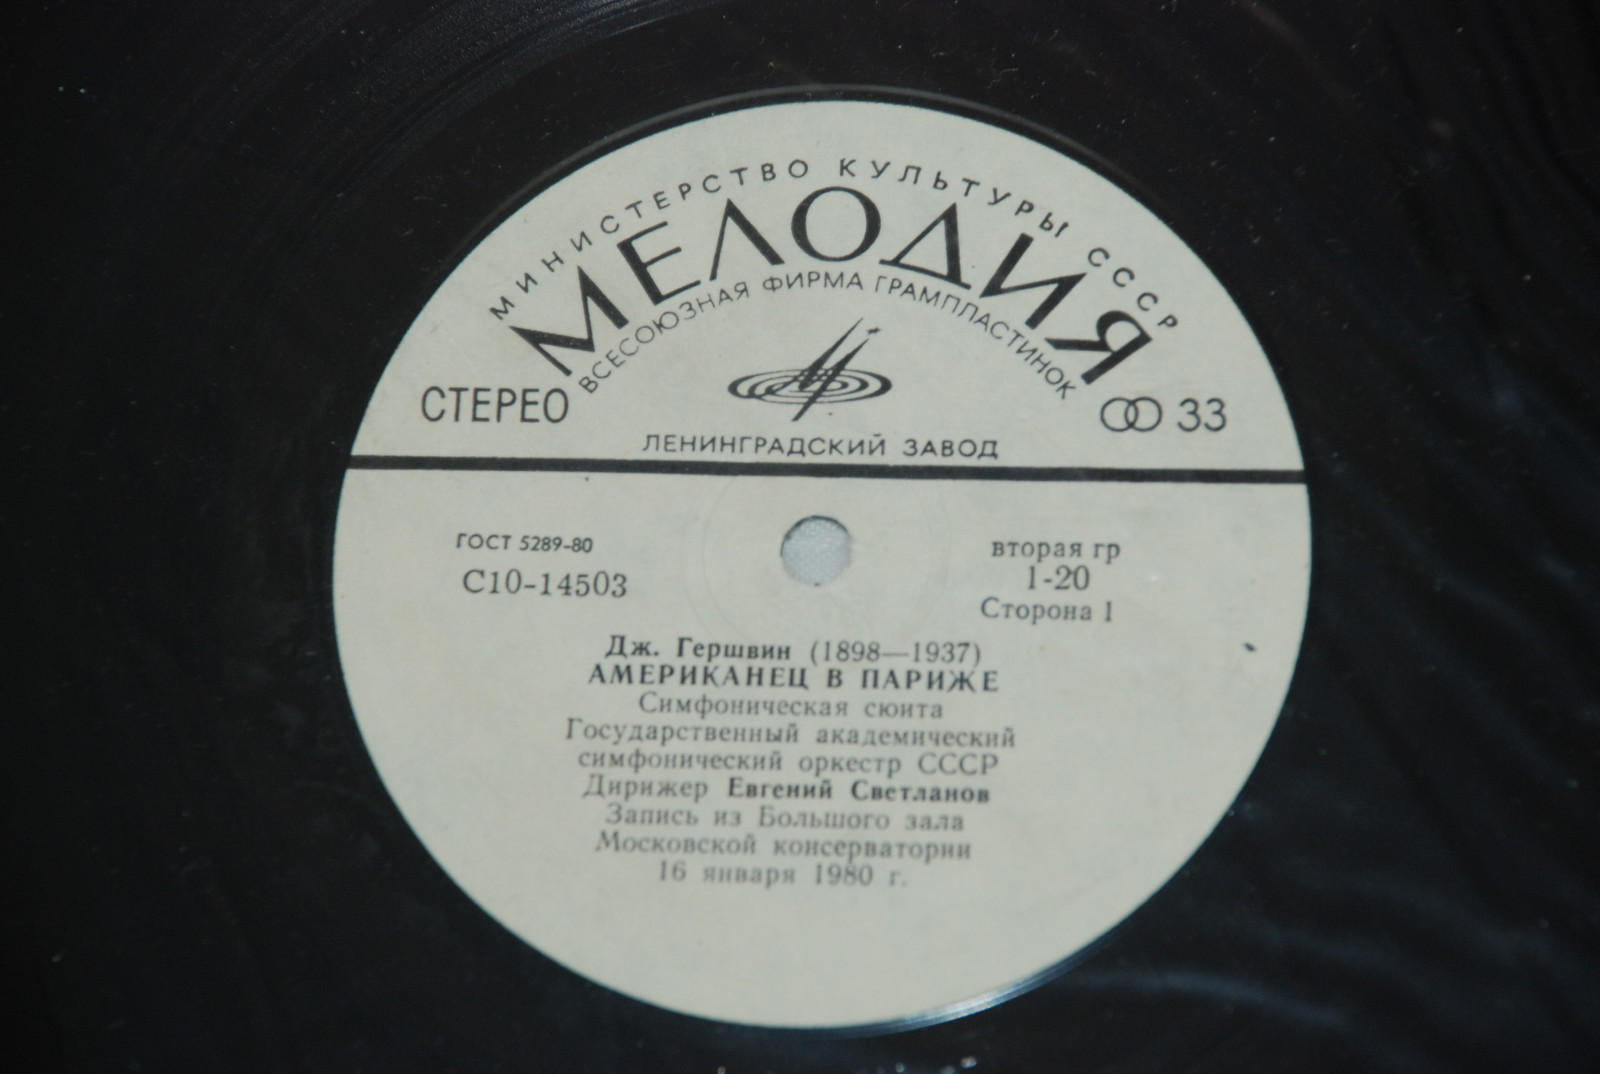 МИНИСТЕРСТВО КУЛЬТУРЫ СССР
МЕЛОДИЯ
ВСЕСОЮЗНАЯ ФИРМА ГРАМПЛАСТИНОК
СТЕРЕО
33
ЛЕНИНГРАДСКИЙ ЗАВОД
ГОСТ 5289-80
С10-14503
вторая гр
1-20
Сторона 1
Дж. Гершвин (1898—1937)
АМЕРИКАНЕЦ В ПАРИЖЕ
Симфоническая сюита
Государственный академический
симфонический оркестр СССР
Дирижер Евгений Светланов
Запись из Большого зала
Московской консерватории
16 января 1980 г.